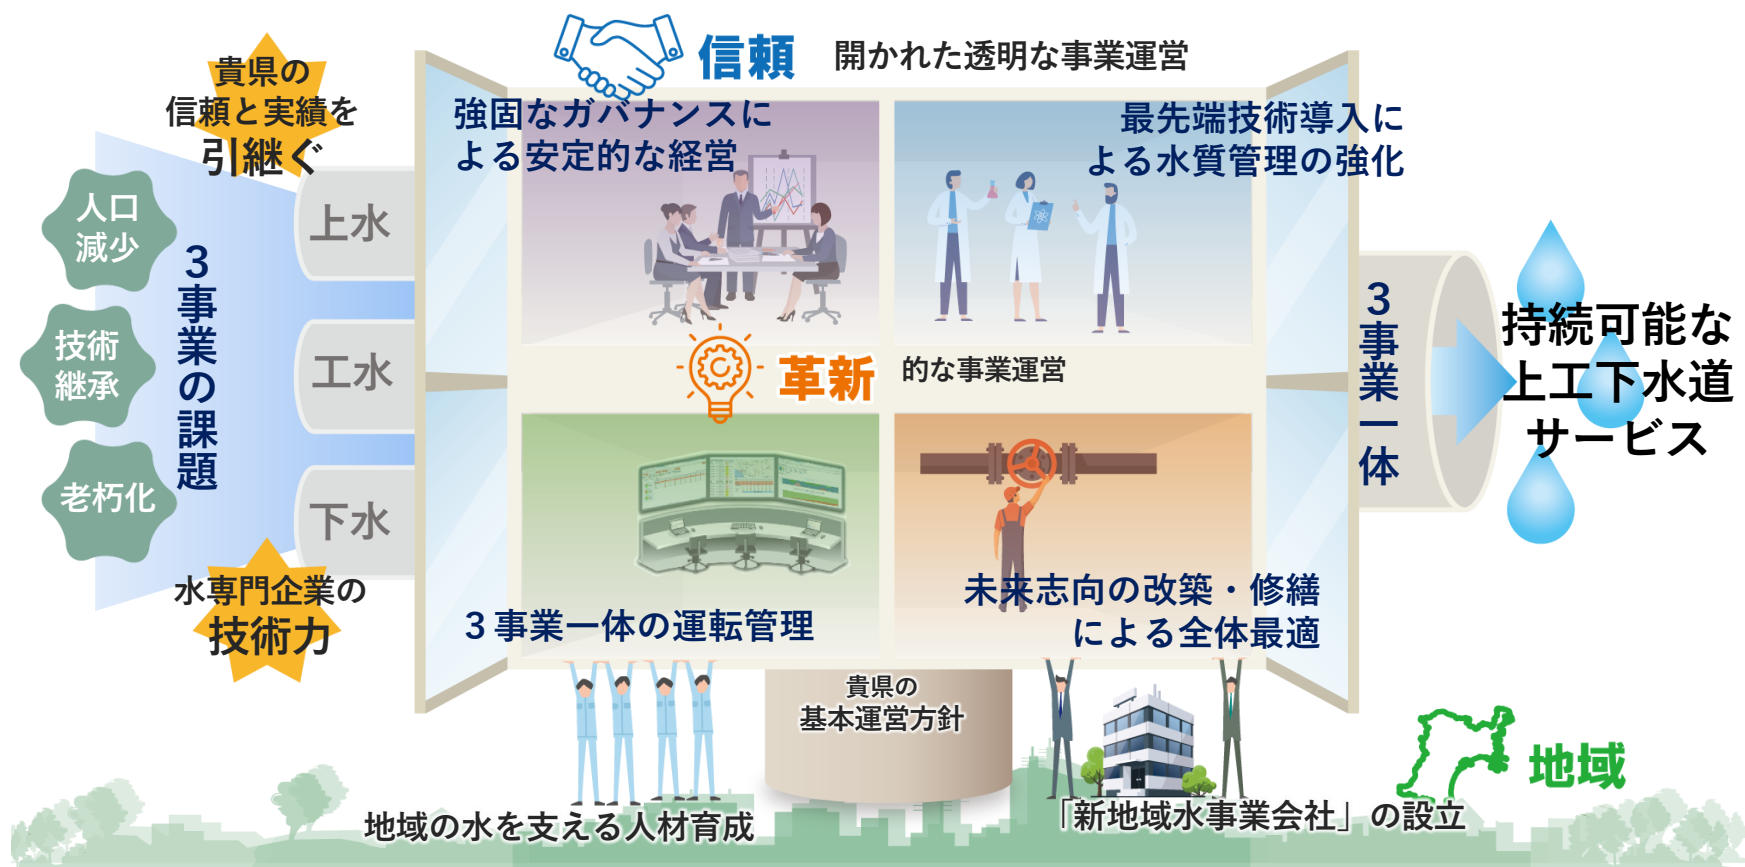 信頼 開かれた透明な事業運営
貴県の
信頼と実績を
引継ぐ
人口
減少
技術
継承
老朽化
3事業の課題
上水
工水
下水
水専門企業の
技術力
強固なガバナンスに
よる安定的な経営
最先端技術導入に
よる水質管理の強化
革新 的な事業運営
3事業一体の運転管理
未来志向の改築・修繕
による全体最適
3事業一体
持続可能な
上工下水道
サービス
貴県の
基本運営方針
地域の水を支える人材育成
「新地域水事業会社」の設立
地域